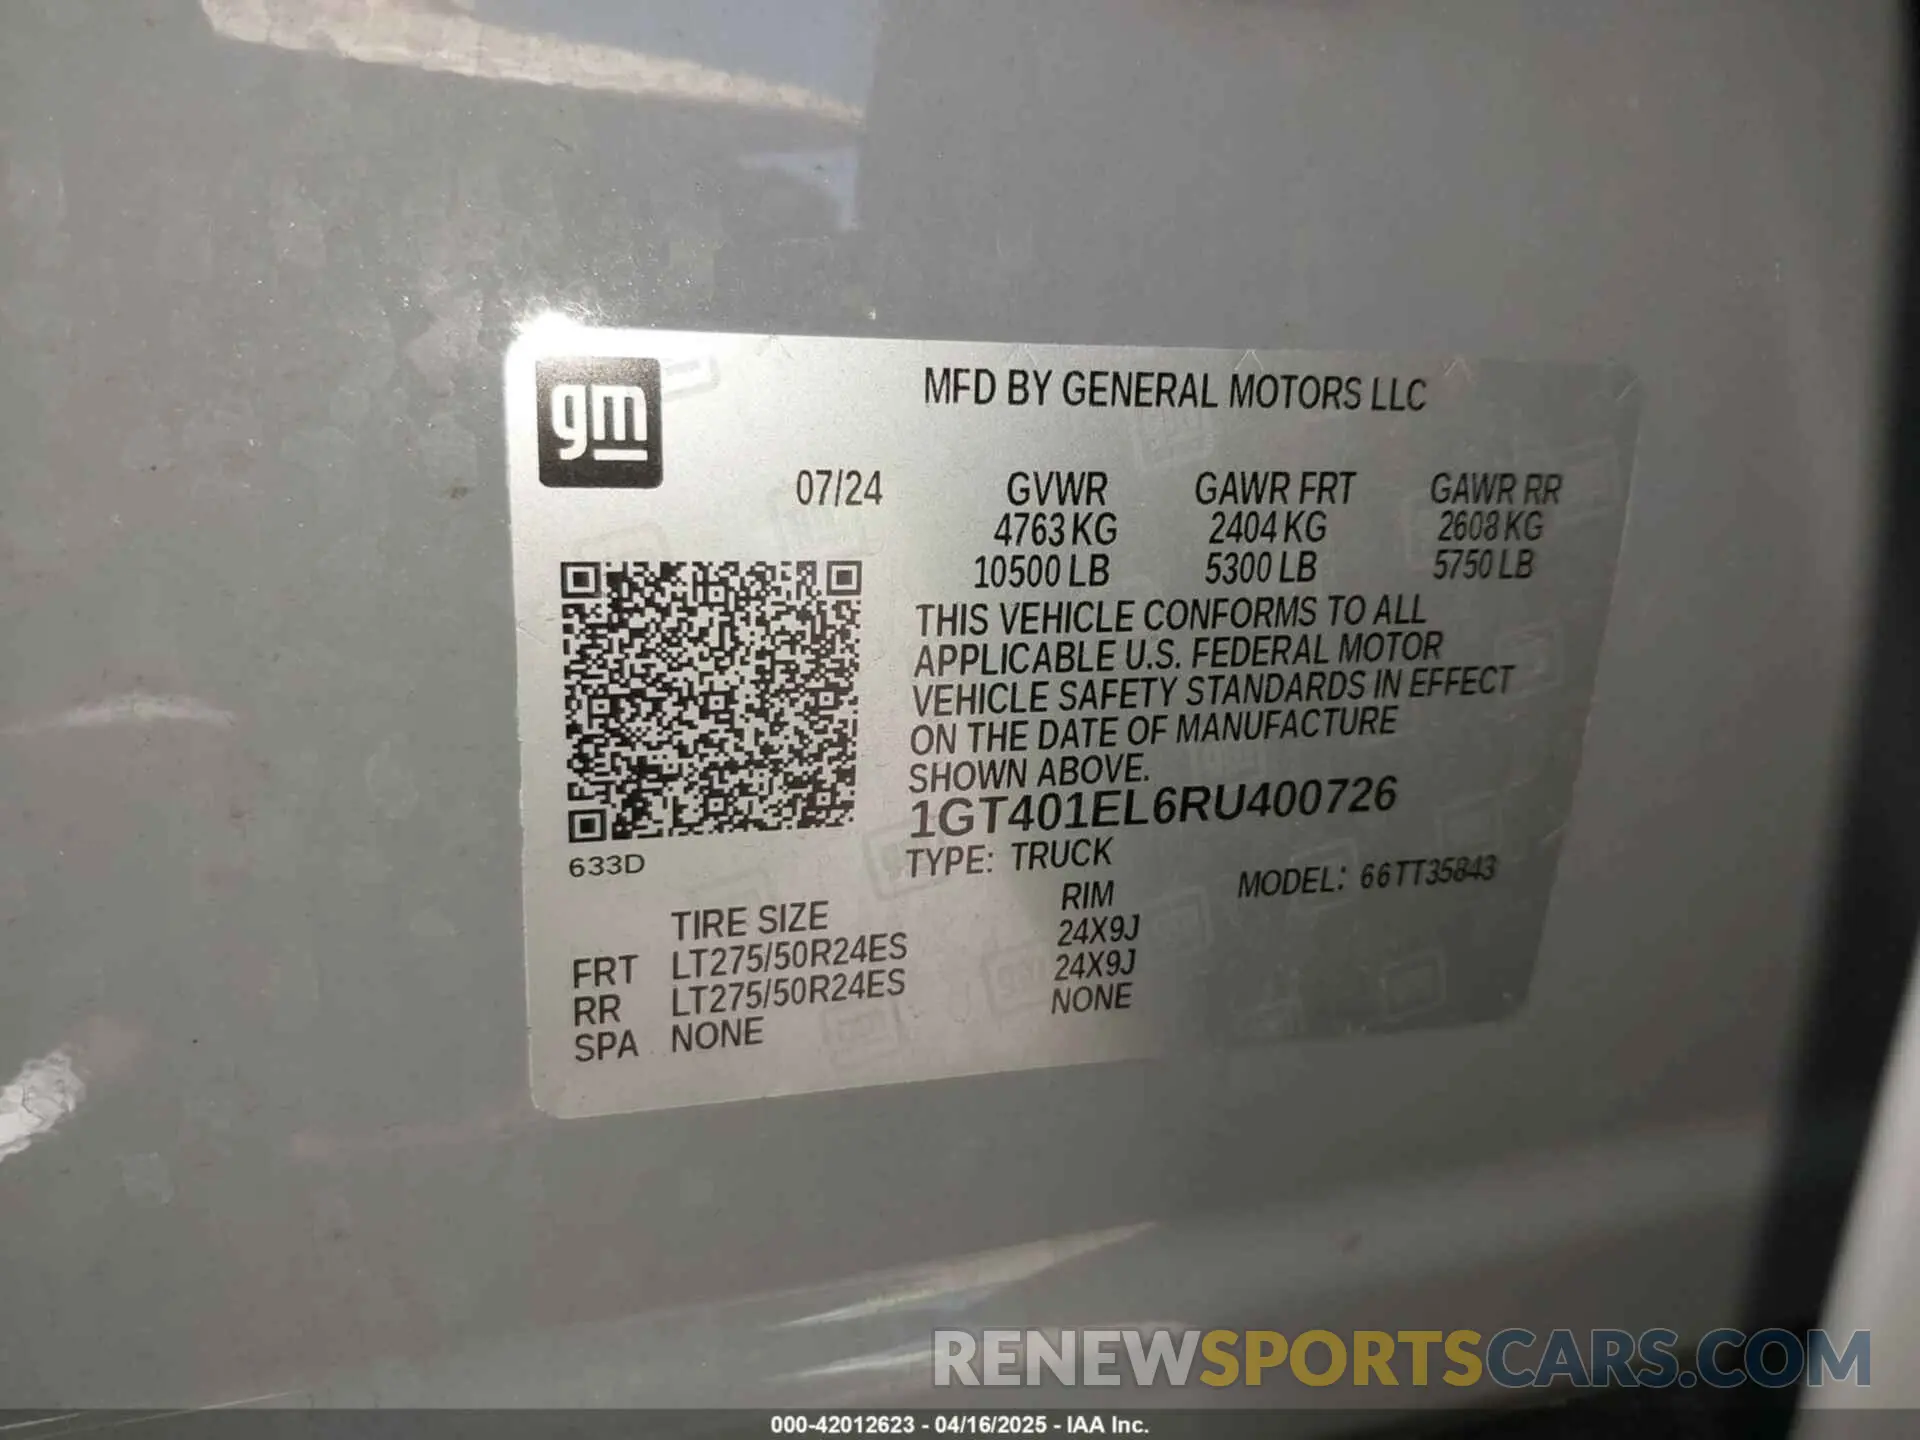 gm
MFD BY GENERAL MOTORS LLC
07/24 GVWR GAWR FRT GAWR RR
4763 KG 2404 KG 2608 KG
10500 LB 5300 LB 5750 LB
THIS VEHICLE CONFORMS TO ALL
APPLICABLE U.S. FEDERAL MOTOR
VEHICLE SAFETY STANDARDS IN EFFECT
ON THE DATE OF MANUFACTURE
SHOWN ABOVE.
1GT401EL6RU400726
633D
TYPE: TRUCK MODEL: 66TT35843
TIRE SIZE RIM
FRT LT275/50R24ES 24X9J
RR LT275/50R24ES 24X9J
SPA NONE NONE
RENEWSPORTSCARS.COM
000-42012623 - 04/16/2025 - IAA Inc.